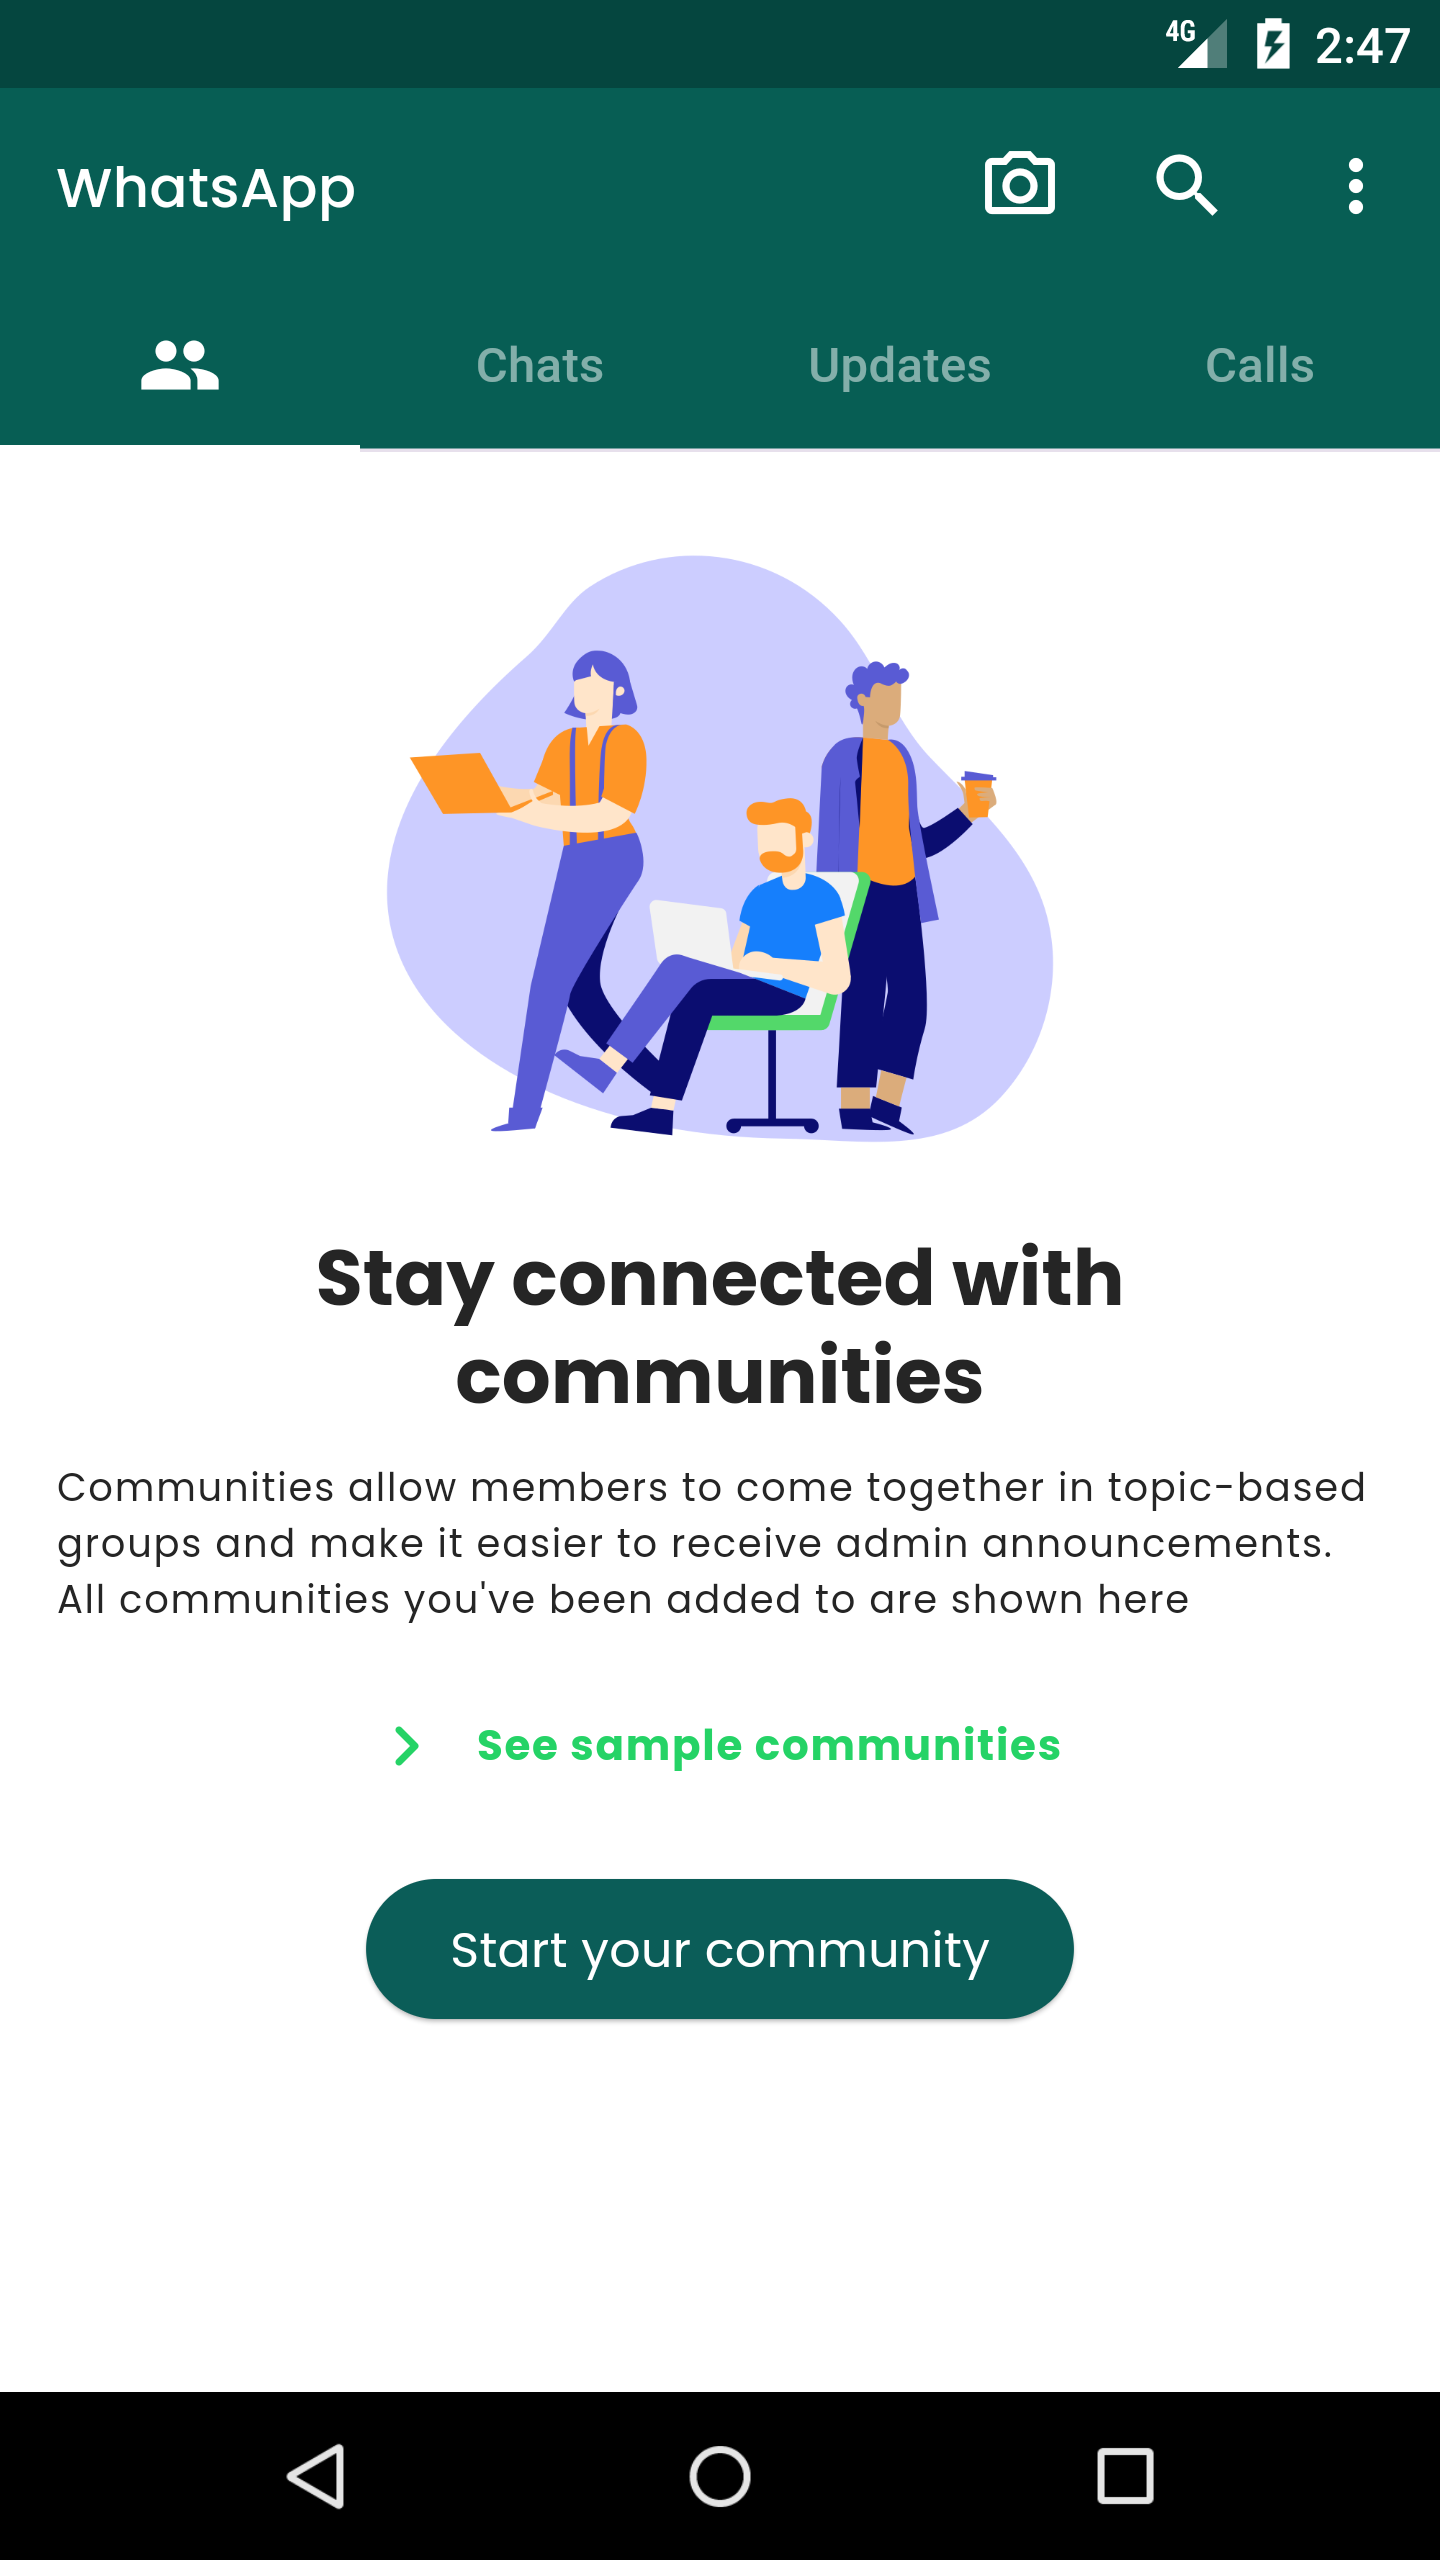 4G 2:47
WhatsApp
Chats Updates Calls
Stay connected with
communities
Communities allow members to come together in topic-based
groups and make it easier to receive admin announcements.
All communities you've been added to are shown here
See sample communities
Start your community